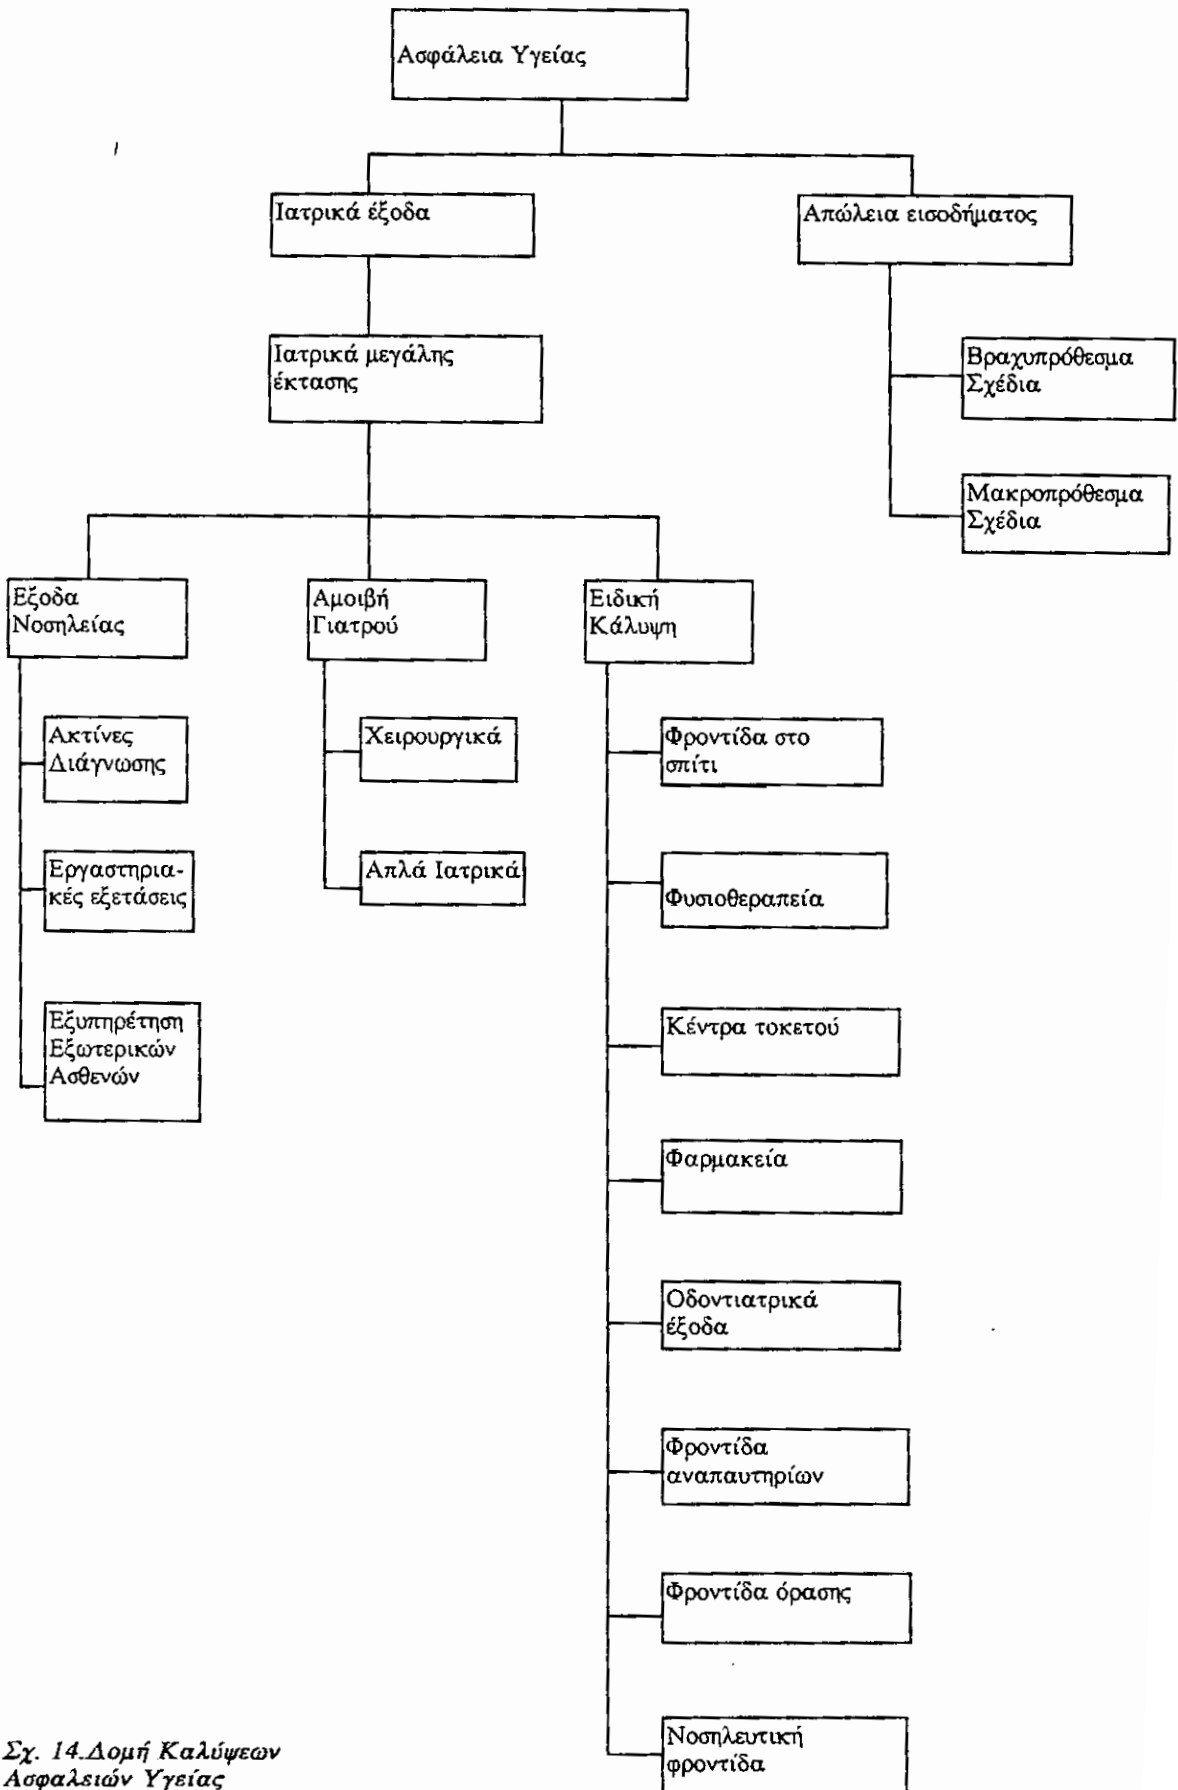 Ασφάλεια Υγείας
Ιατρικά έξοδα
Απώλεια εισοδήματος
Ιατρικά μεγάλης
έκτασης
Βραχυπρόθεσμα
Σχέδια
Μακροπρόθεσμα
Σχέδια
Εξοδα
Νοσηλείας
Αμοιβή
Γιατρού
Ειδική
Κάλυψη
Ακτίνες
Διάγνωσης
Εργαστηρια-
κές εξετάσεις
Εξυπηρέτηση
Εξωτερικών
Ασθενών
Χειρουργικά
Απλά Ιατρικά
Φροντίδα στο
σπίτι
Φυσιοθεραπεία
Κέντρα τοκετού
Φαρμακεία
Οδοντιατρικά
έξοδα
Φροντίδα
αναπαυτηρίων
Φροντίδα όρασης
Νοσηλευτική
φροντίδα
Σχ. 14.Δομή Καλύψεων
Ασφαλειών Υγείας